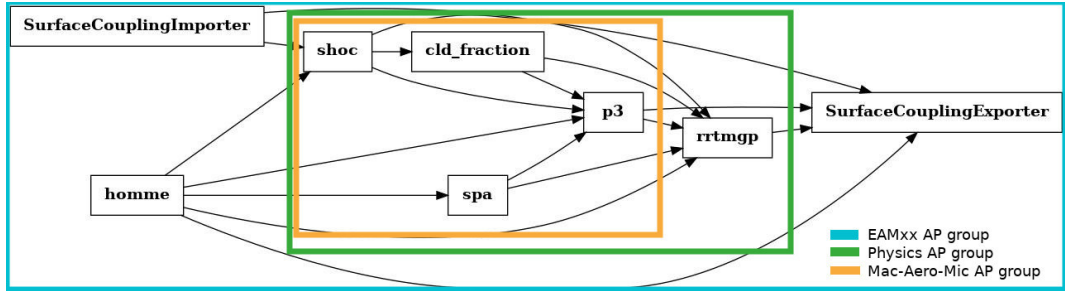 SurfaceCouplingImporter
shoc
cld_fraction
p3
SurfaceCouplingExporter
rrtmgp
homme
spa
EAMxx AP group
Physics AP group
Mac-Aero-Mic AP group